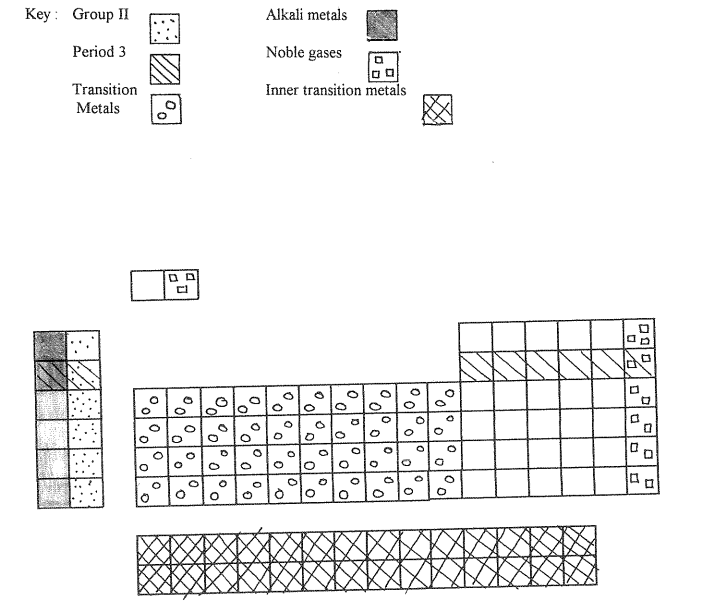 Key : Group II Alkali metals
Period 3 Noble gases
Transition Inner transition metals
Metals